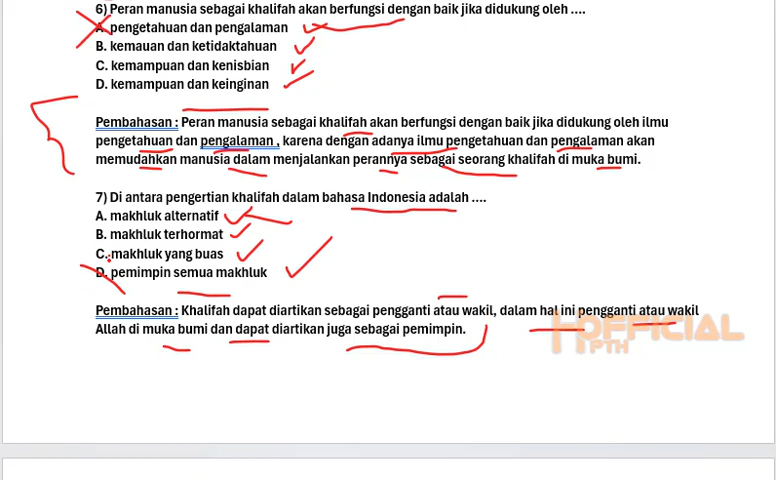 6) Peran manusia sebagai khalifah akan berfungsi dengan baik jika didukung oleh ....
A. pengetahuan dan pengalaman
B. kemauan dan ketidaktahuan
C. kemampuan dan kenisbian
D. kemampuan dan keinginan
Pembahasan : Peran manusia sebagai khalifah akan berfungsi dengan baik jika didukung oleh ilmu
pengetahuan dan pengalaman , karena dengan adanya ilmu pengetahuan dan pengalaman akan
memudahkan manusia dalam menjalankan perannya sebagai seorang khalifah di muka bumi.
7) Di antara pengertian khalifah dalam bahasa Indonesia adalah ....
A. makhluk alternatif
B. makhluk terhormat
C. makhluk yang buas
D. pemimpin semua makhluk
Pembahasan : Khalifah dapat diartikan sebagai pengganti atau wakil, dalam hal ini pengganti atau wakil
Allah di muka bumi dan dapat diartikan juga sebagai pemimpin.
OFFICIAL
PTH